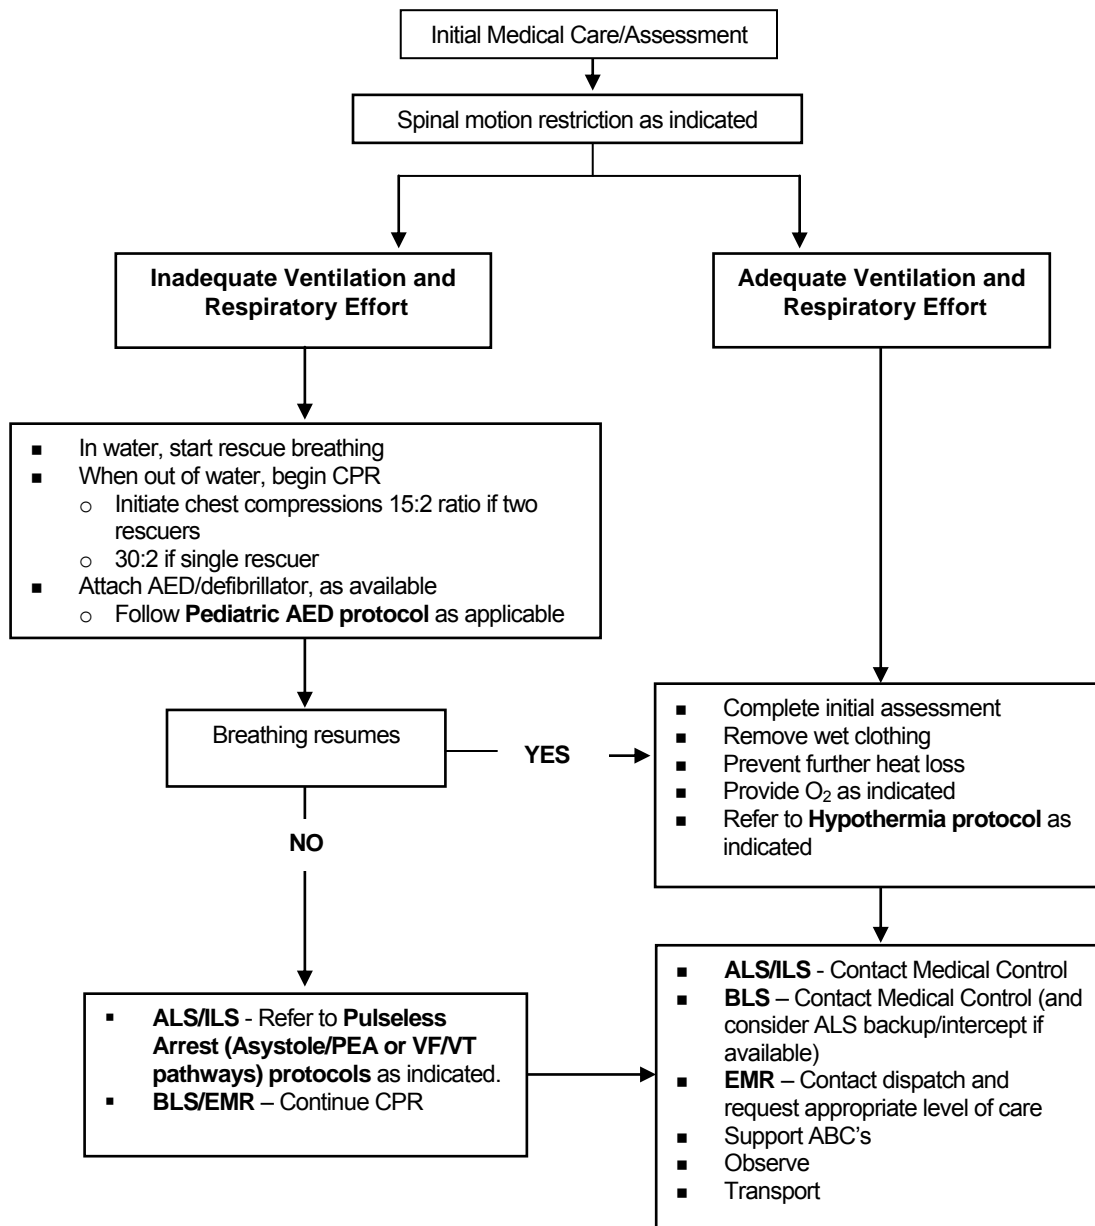 Initial Medical Care/Assessment
Spinal motion restriction as indicated
Inadequate Ventilation and
Respiratory Effort
Adequate Ventilation and
Respiratory Effort
▪ In water, start rescue breathing
▪ When out of water, begin CPR
o Initiate chest compressions 15:2 ratio if two
rescuers
o 30:2 if single rescuer
▪ Attach AED/defibrillator, as available
o Follow Pediatric AED protocol as applicable
Breathing resumes
YES
NO
▪ Complete initial assessment
▪ Remove wet clothing
▪ Prevent further heat loss
▪ Provide O₂ as indicated
▪ Refer to Hypothermia protocol as
indicated
▪ ALS/ILS - Refer to Pulseless
Arrest (Asystole/PEA or VF/VT
pathways) protocols as indicated.
▪ BLS/EMR – Continue CPR
▪ ALS/ILS - Contact Medical Control
▪ BLS – Contact Medical Control (and
consider ALS backup/intercept if
available)
▪ EMR – Contact dispatch and
request appropriate level of care
▪ Support ABC’s
▪ Observe
▪ Transport